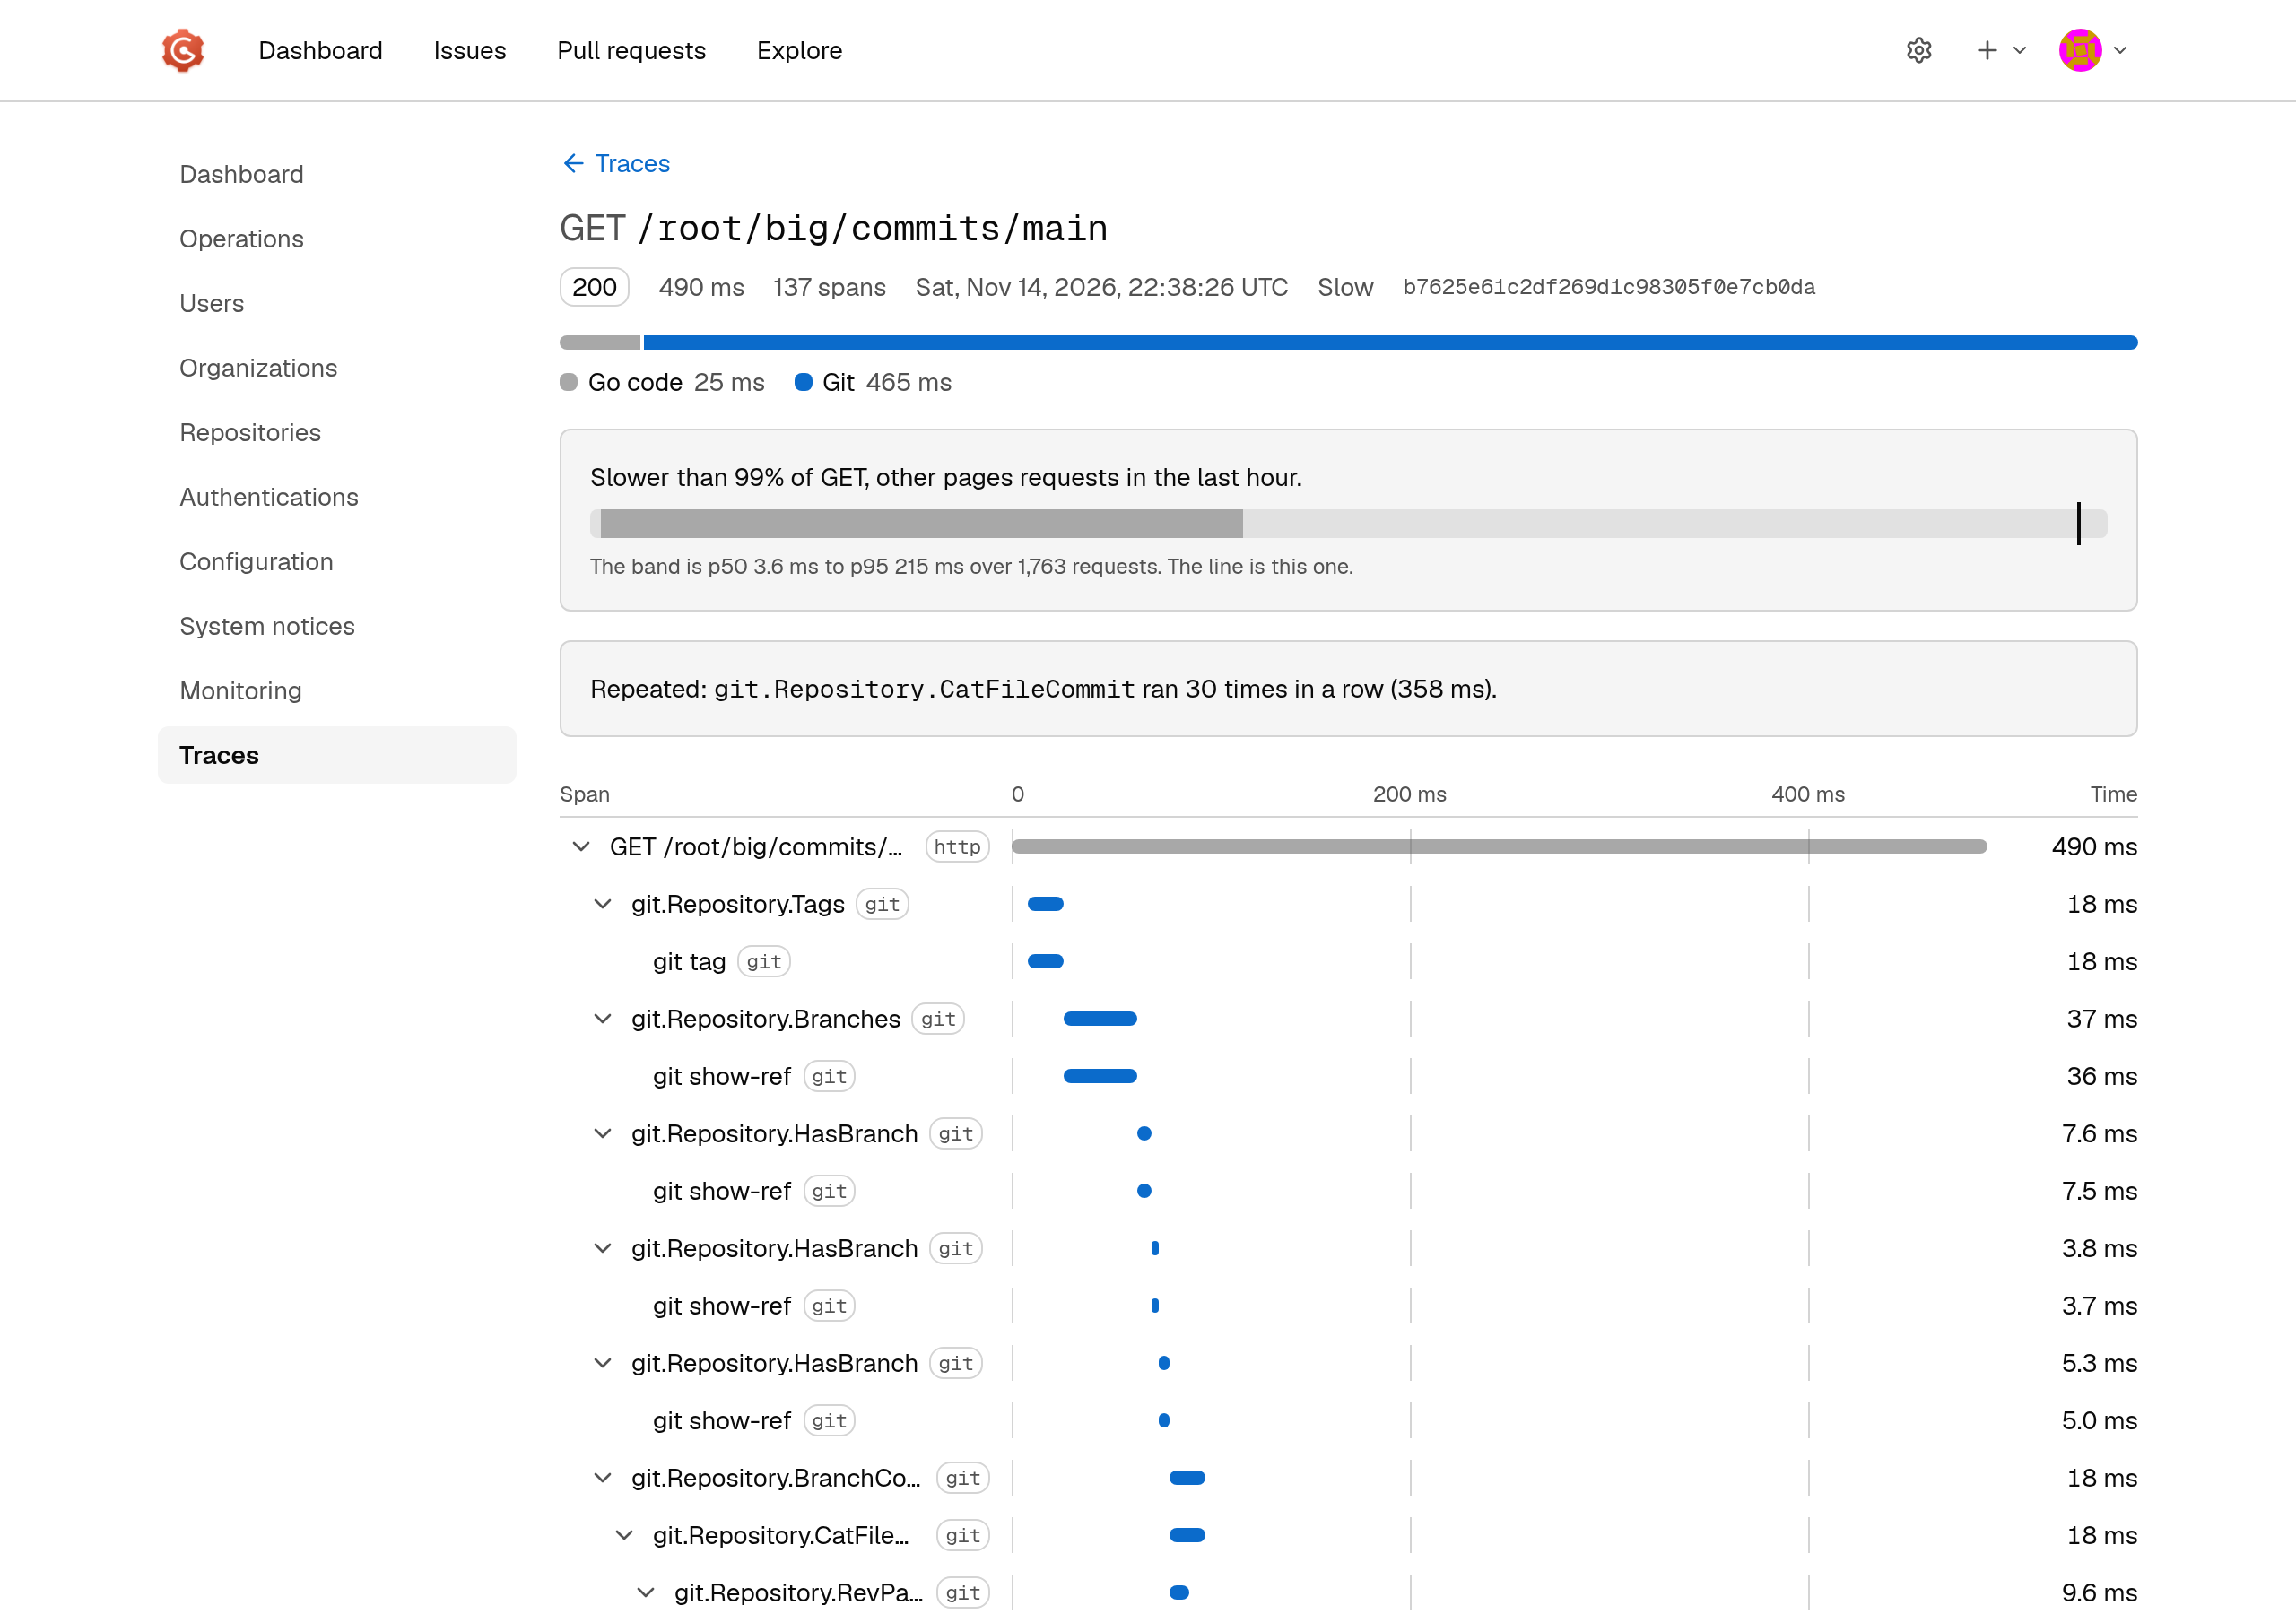 Dashboard Issues Pull requests Explore
Dashboard
Operations
Users
Organizations
Repositories
Authentications
Configuration
System notices
Monitoring
Traces
← Traces
GET /root/big/commits/main
200 490 ms 137 spans Sat, Nov 14, 2026, 22:38:26 UTC Slow b7625e61c2df269d1c98305f0e7cb0da
Go code 25 ms Git 465 ms
Slower than 99% of GET, other pages requests in the last hour.
The band is p50 3.6 ms to p95 215 ms over 1,763 requests. The line is this one.
Repeated: git.Repository.CatFileCommit ran 30 times in a row (358 ms).
Span 0 200 ms 400 ms Time
GET /root/big/commits/... http 490 ms
git.Repository.Tags git 18 ms
git tag git 18 ms
git.Repository.Branches git 37 ms
git show-ref git 36 ms
git.Repository.HasBranch git 7.6 ms
git show-ref git 7.5 ms
git.Repository.HasBranch git 3.8 ms
git show-ref git 3.7 ms
git.Repository.HasBranch git 5.3 ms
git show-ref git 5.0 ms
git.Repository.BranchCo... git 18 ms
git.Repository.CatFile... git 18 ms
git.Repository.RevPa... git 9.6 ms